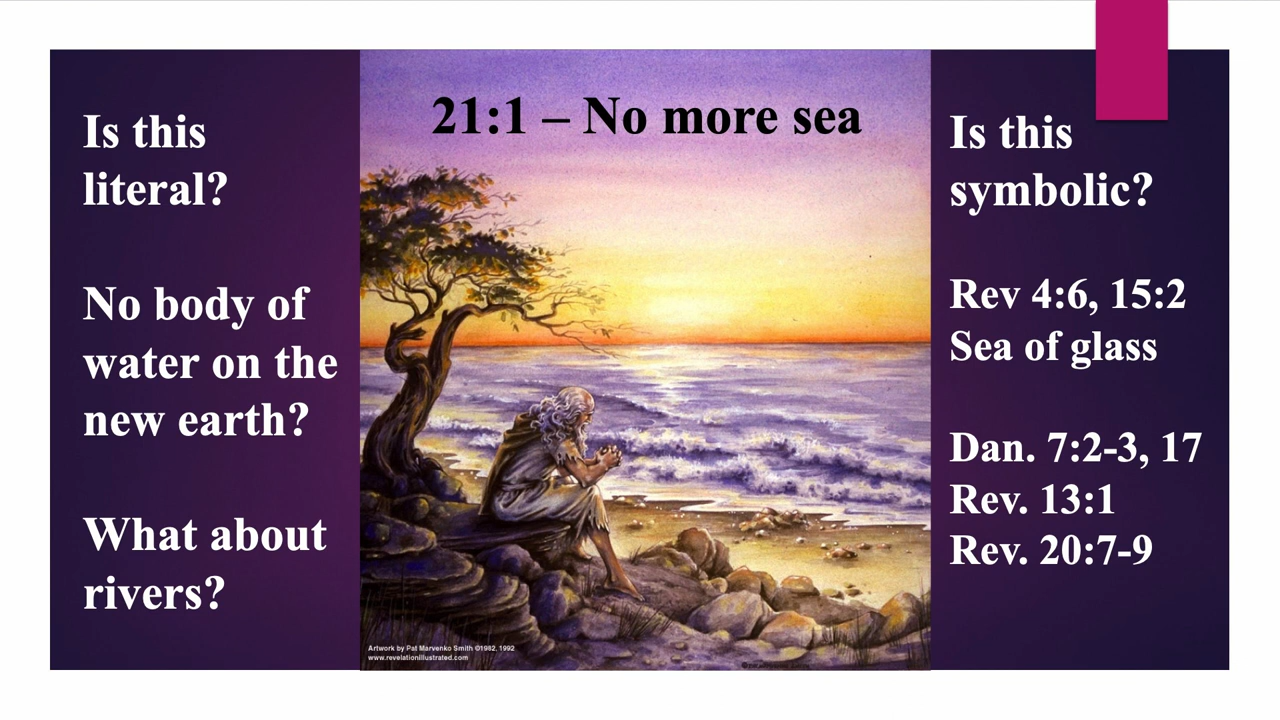 21:1 – No more sea
Is this
literal?
No body of
water on the
new earth?
What about
rivers?
Is this
symbolic?
Rev 4:6, 15:2
Sea of glass
Dan. 7:2-3, 17
Rev. 13:1
Rev. 20:7-9
Artwork by Pat Marvenko Smith ©1982, 1992
www.revelationillustrated.com